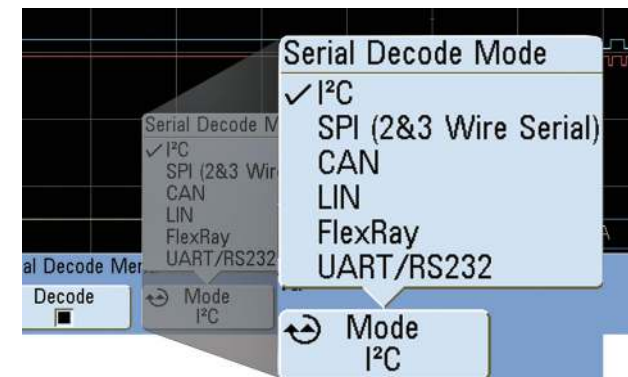 Serial Decode Mode
✓ I²C
SPI (2&3 Wire Serial)
CAN
LIN
FlexRay
UART/RS232
Mode
I²C
Serial Decode M
✓ I²C
SPI (2&3 Wir
CAN
LIN
FlexRay
UART/RS232
al Decode Me
Decode
Mode
I²C